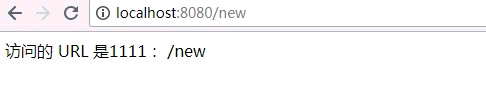 localhost:8080/new
访问的 URL 是1111： /new